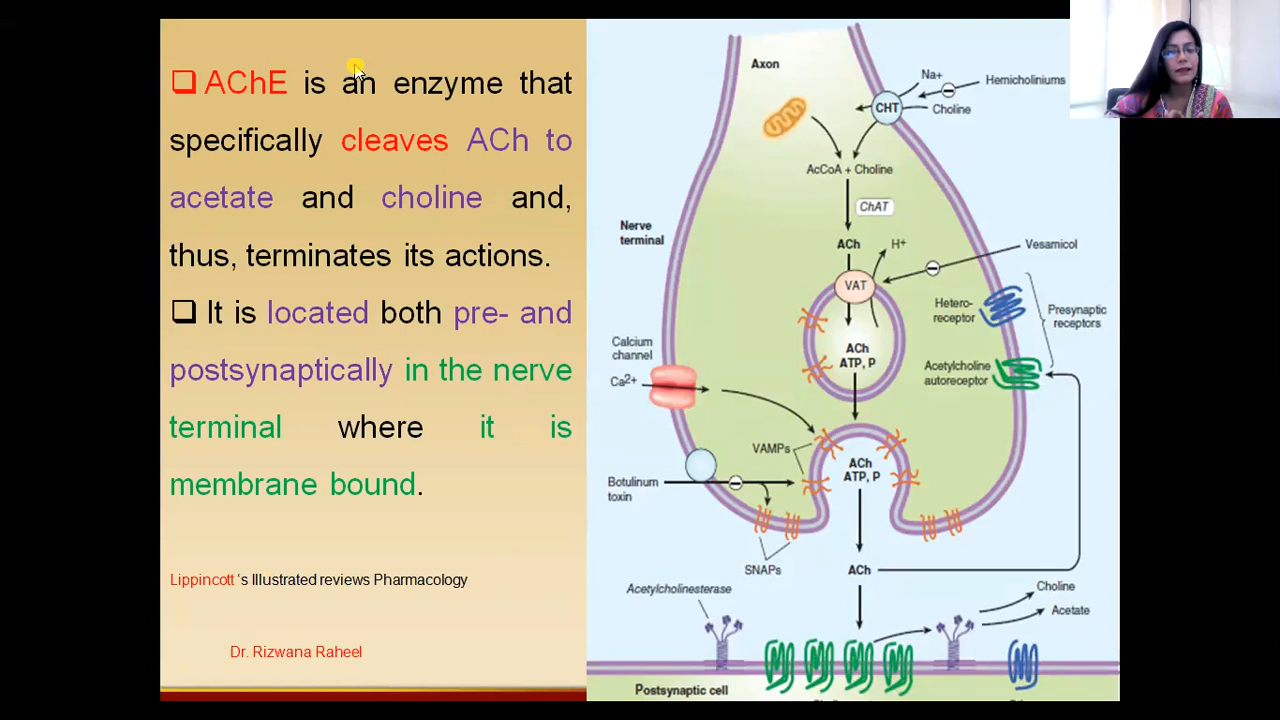 ❑ AChE is an enzyme that
specifically cleaves ACh to
acetate and choline and,
thus, terminates its actions.
❑ It is located both pre- and
postsynaptically in the nerve
terminal where it is
membrane bound.
Lippincott 's Illustrated reviews Pharmacology
Dr. Rizwana Raheel
Axon
Na+
Hemicholiniums
CHT
Choline
AcCoA + Choline
ChAT
Nerve
terminal
ACh
H+
Vesamicol
VAT
Hetero-
receptor
Presynaptic
receptors
Calcium
channel
ACh
ATP, P
Acetylcholine
autoreceptor
Ca2+
VAMPs
ACh
ATP, P
Botulinum
toxin
SNAPs
ACh
Acetylcholinesterase
Choline
Acetate
Postsynaptic cell